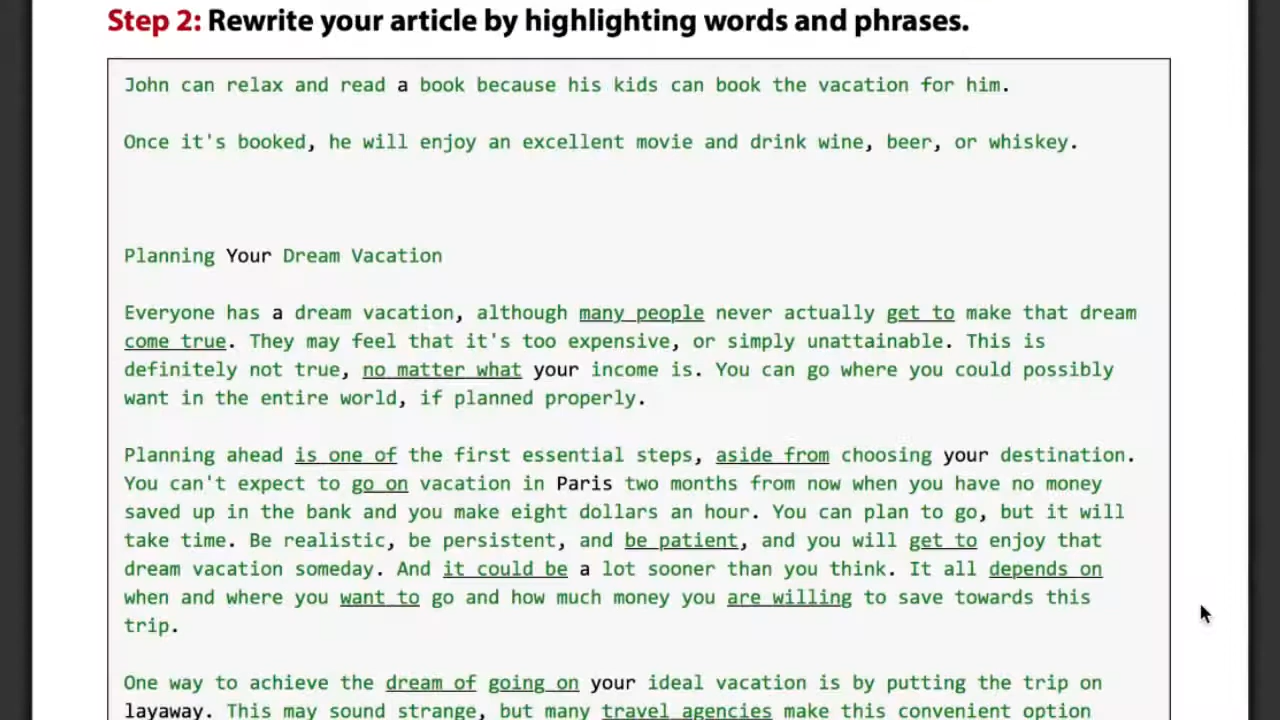 Step 2: Rewrite your article by highlighting words and phrases.
John can relax and read a book because his kids can book the vacation for him.
Once it's booked, he will enjoy an excellent movie and drink wine, beer, or whiskey.
Planning Your Dream Vacation
Everyone has a dream vacation, although many people never actually get to make that dream
come true. They may feel that it's too expensive, or simply unattainable. This is
definitely not true, no matter what your income is. You can go where you could possibly
want in the entire world, if planned properly.
Planning ahead is one of the first essential steps, aside from choosing your destination.
You can't expect to go on vacation in Paris two months from now when you have no money
saved up in the bank and you make eight dollars an hour. You can plan to go, but it will
take time. Be realistic, be persistent, and be patient, and you will get to enjoy that
dream vacation someday. And it could be a lot sooner than you think. It all depends on
when and where you want to go and how much money you are willing to save towards this
trip.
One way to achieve the dream of going on your ideal vacation is by putting the trip on
layaway. This may sound strange, but many travel agencies make this convenient option